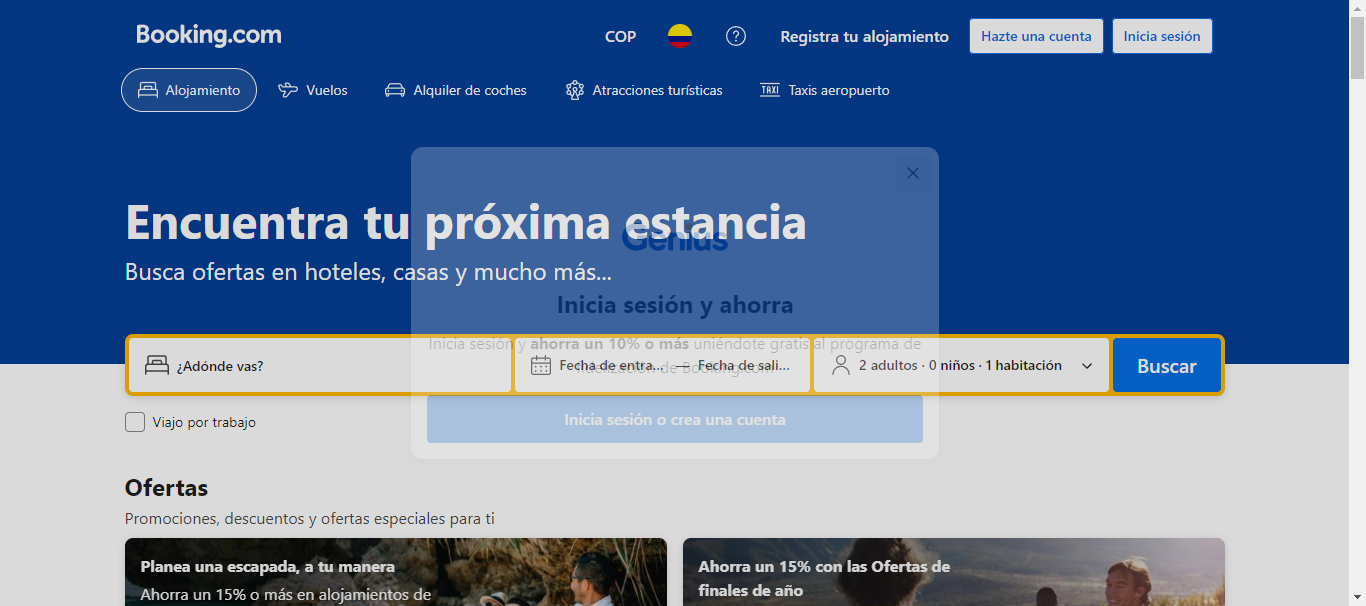 Booking.com
COP
Registra tu alojamiento
Hazte una cuenta
Inicia sesión
Alojamiento
Vuelos
Alquiler de coches
Atracciones turísticas
TAXI
Taxis aeropuerto
Encuentra tu próxima estancia
Busca ofertas en hoteles, casas y mucho más...
Genius
Inicia sesión y ahorra
Inicia sesión y ahorra un 10% o más uniéndote gratis al programa de
fidelización de Booking.com
Inicia sesión o crea una cuenta
¿Adónde vas?
Fecha de entra... — Fecha de sali...
2 adultos · 0 niños · 1 habitación
Buscar
Viajo por trabajo
Ofertas
Promociones, descuentos y ofertas especiales para ti
Planea una escapada, a tu manera
Ahorra un 15% o más en alojamientos de
Ahorra un 15% con las Ofertas de
finales de año